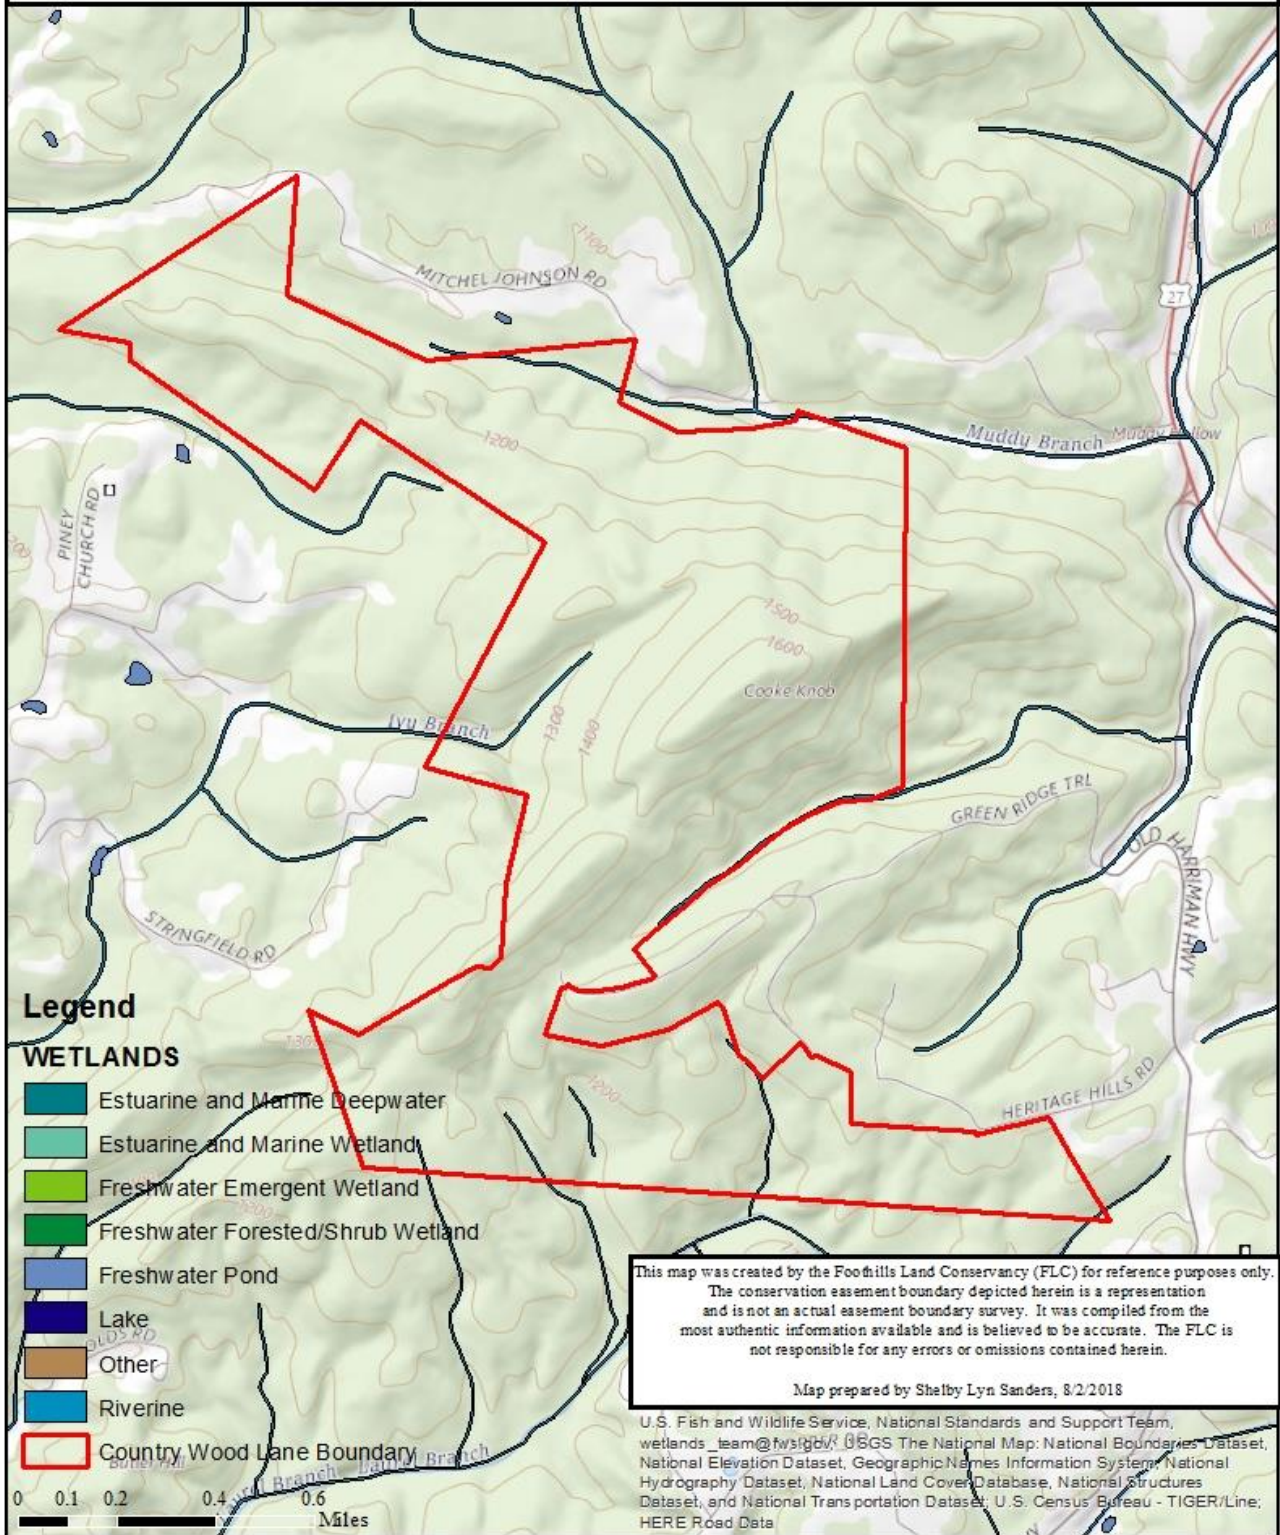 1100
MITCHEL JOHNSON RD
27
1200
Muddy Branch
PINEY
CHURCH RD
1500
1600
Cooke Knob
Ivy Branch
1300
1400
GREEN RIDGE TRL
OLD HARRIMAN HWY
STRINGFIELD RD
1200
HERITAGE HILLS RD
Legend
WETLANDS
Estuarine and Marine Deepwater
Estuarine and Marine Wetland
Freshwater Emergent Wetland
Freshwater Forested/Shrub Wetland
Freshwater Pond
Lake
Other
Riverine
Country Wood Lane Boundary
Laurel Branch
0 0.1 0.2 0.4 0.6
Miles
This map was created by the Foothills Land Conservancy (FLC) for reference purposes only.
The conservation easement boundary depicted herein is a representation
and is not an actual easement boundary survey. It was compiled from the
most authentic information available and is believed to be accurate. The FLC is
not responsible for any errors or omissions contained herein.
Map prepared by Shelby Lyn Sanders, 8/2/2018
U.S. Fish and Wildlife Service, National Standards and Support Team,
wetlands_team@fws.gov, USGS The National Map: National Boundaries Dataset,
National Elevation Dataset, Geographic Names Information System, National
Hydrography Dataset, National Land Cover Database, National Structures
Dataset, and National Transportation Dataset; U.S. Census Bureau - TIGER/Line;
HERE Road Data